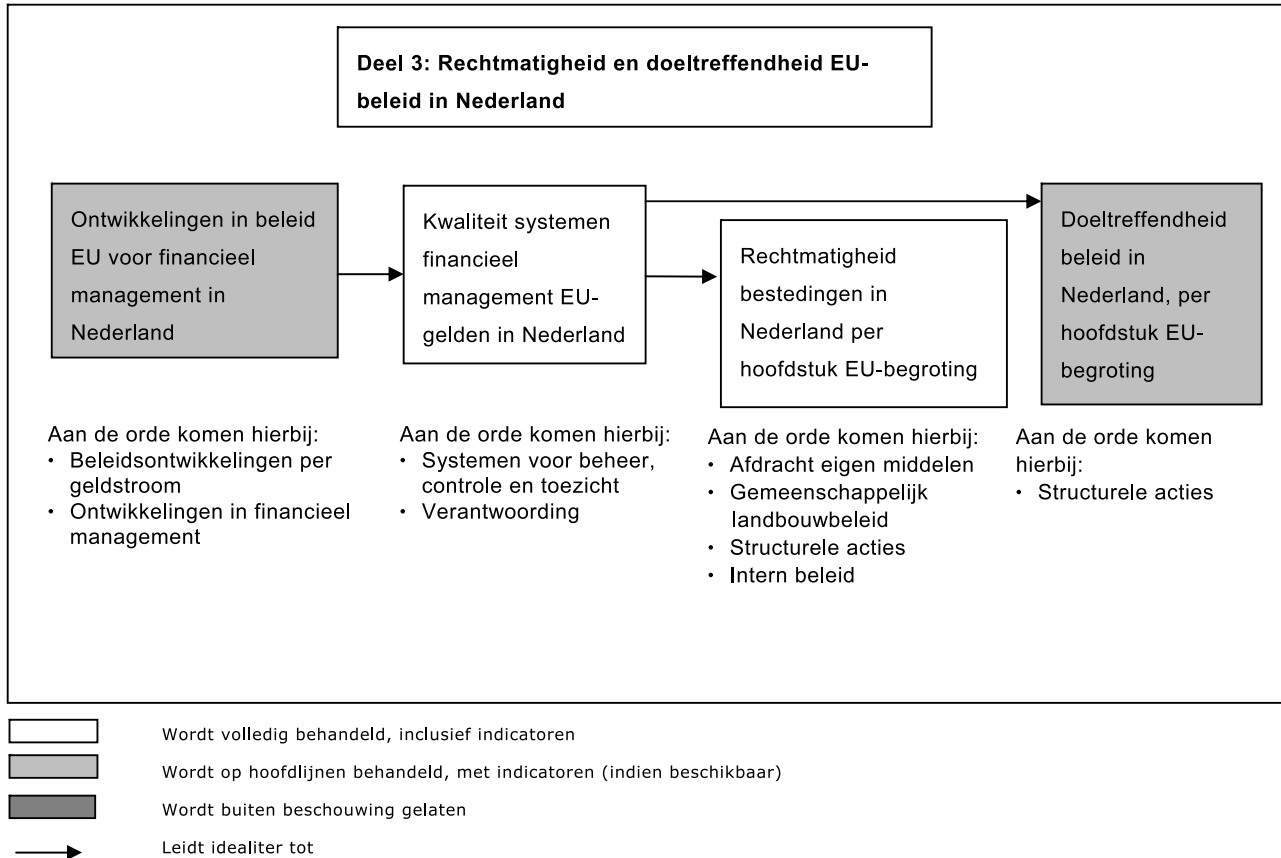 Deel 3: Rechtmatigheid en doeltreffendheid EU-
beleid in Nederland
Ontwikkelingen in beleid
EU voor financieel
management in
Nederland
Kwaliteit systemen
financieel
management EU-
gelden in Nederland
Rechtmatigheid
bestedingen in
Nederland per
hoofdstuk EU-begroting
Doeltreffendheid
beleid in
Nederland, per
hoofdstuk EU-
begroting
Aan de orde komen hierbij:
• Beleidsontwikkelingen per
geldstroom
• Ontwikkelingen in financieel
management
Aan de orde komen hierbij:
• Systemen voor beheer,
controle en toezicht
• Verantwoording
Aan de orde komen hierbij:
• Afdracht eigen middelen
• Gemeenschappelijk
landbouwbeleid
• Structurele acties
• Intern beleid
Aan de orde komen
hierbij:
• Structurele acties
Wordt volledig behandeld, inclusief indicatoren
Wordt op hoofdlijnen behandeld, met indicatoren (indien beschikbaar)
Wordt buiten beschouwing gelaten
Leidt idealiter tot